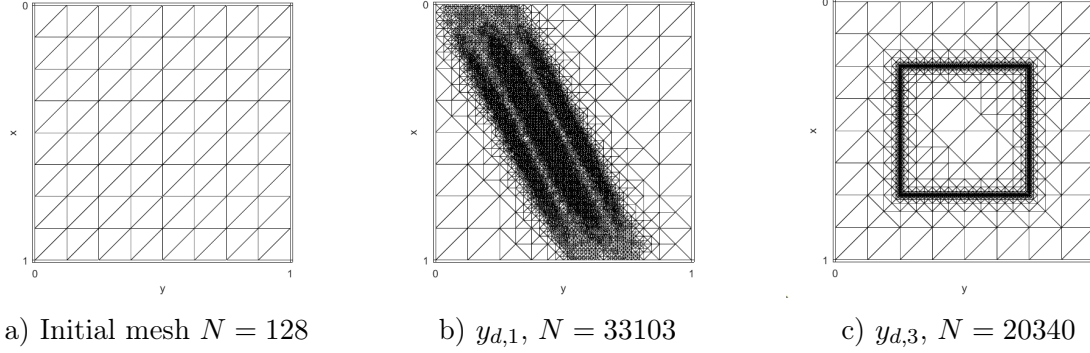 0
x
1
0
y
1
0
x
1
0
y
1
0
x
1
0
y
a) Initial mesh N = 128
b) y_{d,1}, N = 33103
c) y_{d,3}, N = 20340